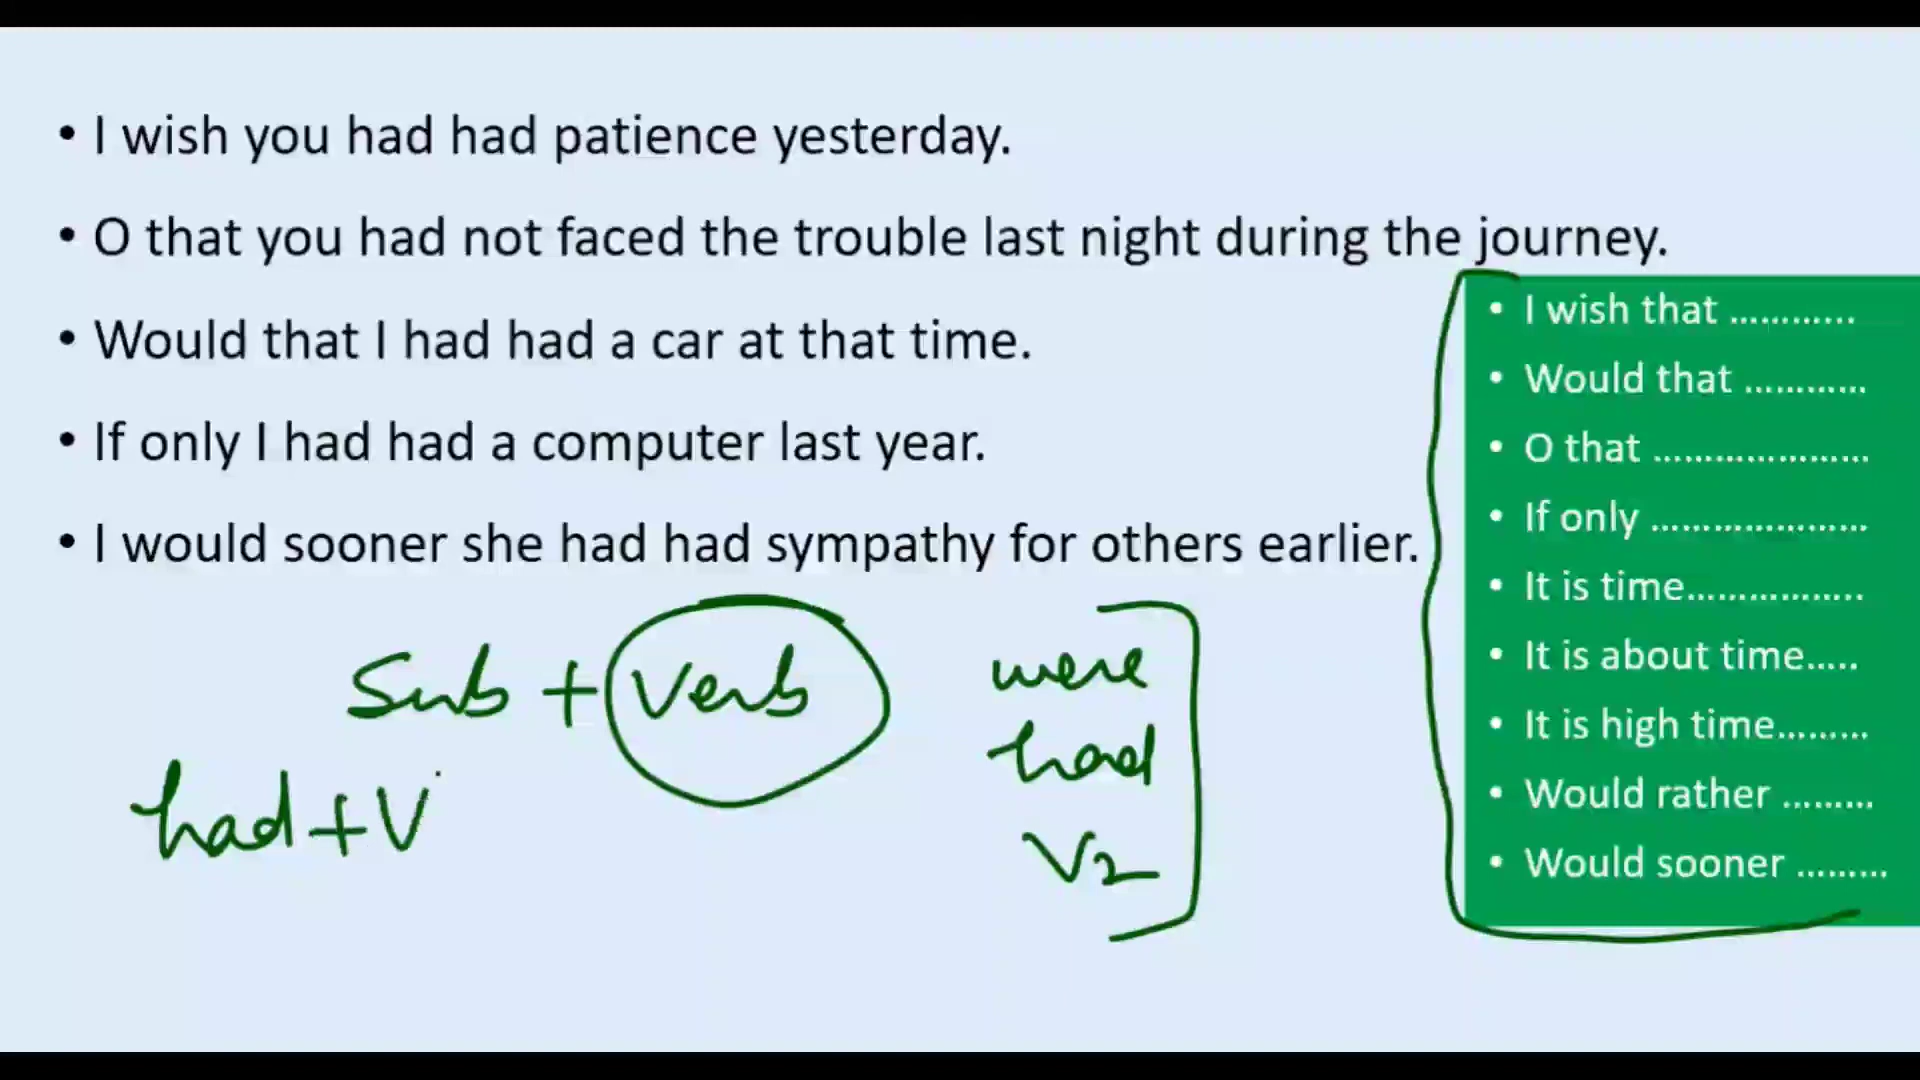 • I wish you had had patience yesterday.
• O that you had not faced the trouble last night during the journey.
• Would that I had had a car at that time.
• If only I had had a computer last year.
• I would sooner she had had sympathy for others earlier.
• I wish that ............
• Would that ............
• O that .....................
• If only .....................
• It is time.................
• It is about time.....
• It is high time.........
• Would rather .........
• Would sooner .........
Sub + Verb
had + V
were
had
V2